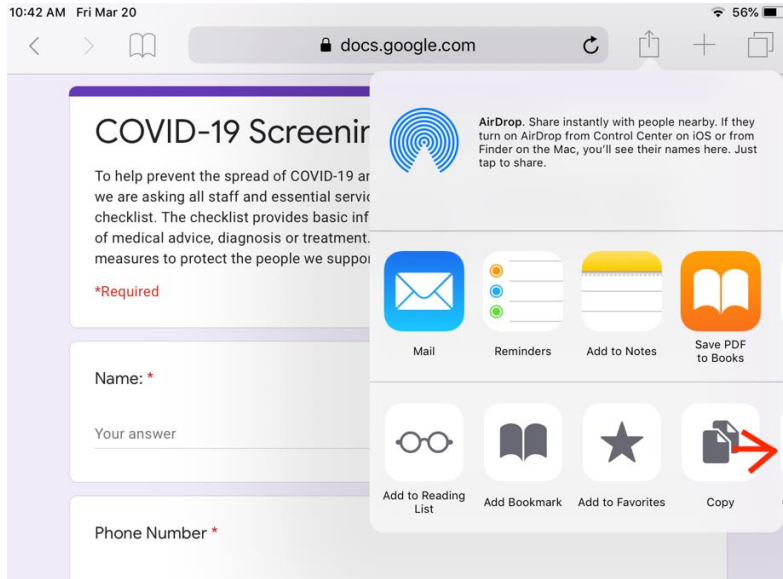 10:42 AM Fri Mar 20
56%
docs.google.com
COVID-19
To help prevent the spread of COVID-19
we are asking all staff and essential
checklist. The checklist provides basic
of medical advice, diagnosis or treatment.
measures to protect the people we
*Required
Name: *
Your answer
Phone Number *
AirDrop. Share instantly with people nearby. If they
turn on AirDrop from Control Center on iOS or from
Finder on the Mac, you'll see their names here. Just
tap to share.
Mail
Reminders
Add to Notes
Save PDF
to Books
Add to Reading
List
Add Bookmark
Add to Favorites
Copy